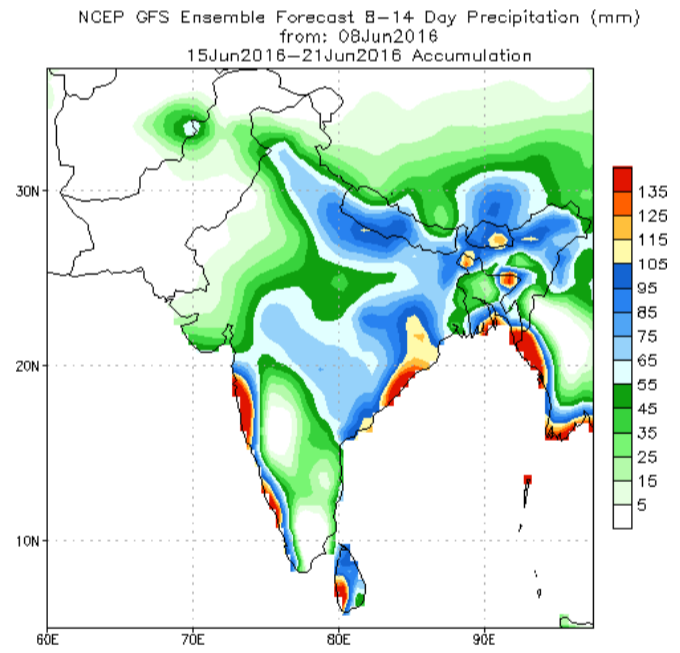 NCEP GFS Ensemble Forecast 8-14 Day Precipitation (mm)
from: 08Jun2016
15Jun2016-21Jun2016 Accumulation
30N
20N
10N
60E
70E
80E
90E
135
125
115
105
95
85
75
65
55
45
35
25
15
5